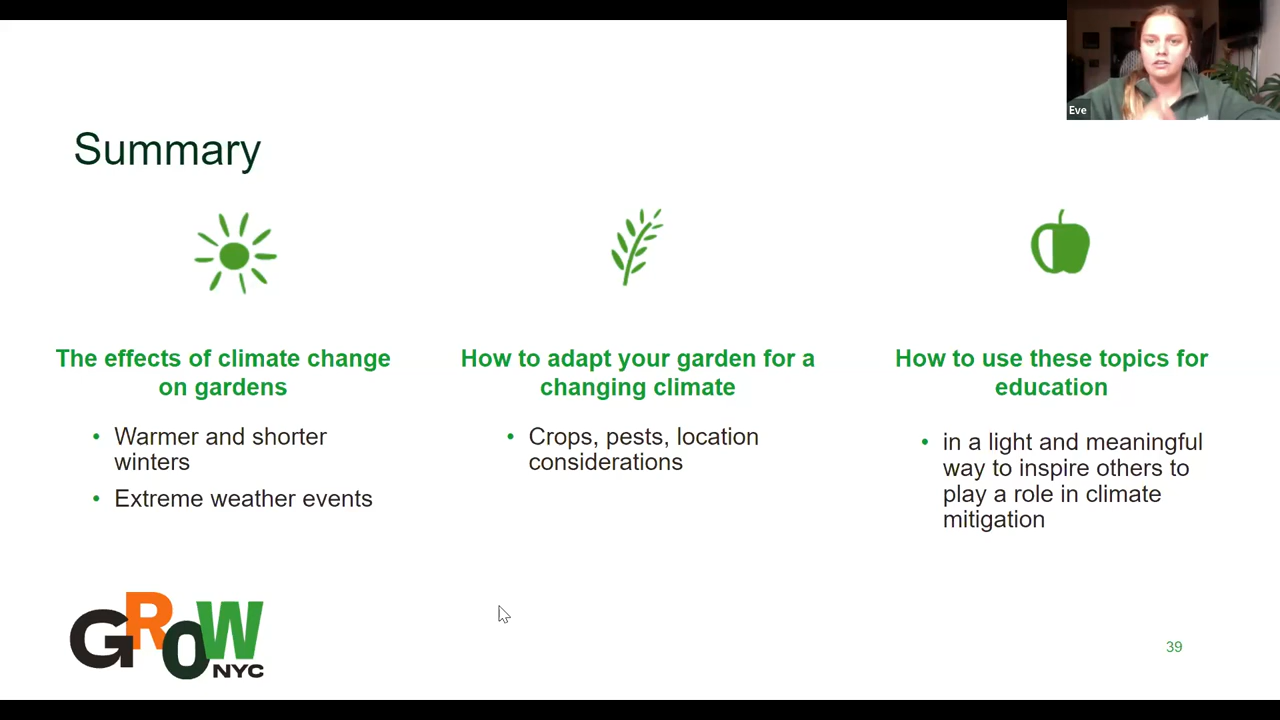 Eve
Summary
The effects of climate change
on gardens
• Warmer and shorter
winters
• Extreme weather events
How to adapt your garden for a
changing climate
• Crops, pests, location
considerations
How to use these topics for
education
• in a light and meaningful
way to inspire others to
play a role in climate
mitigation
GROW
NYC
39